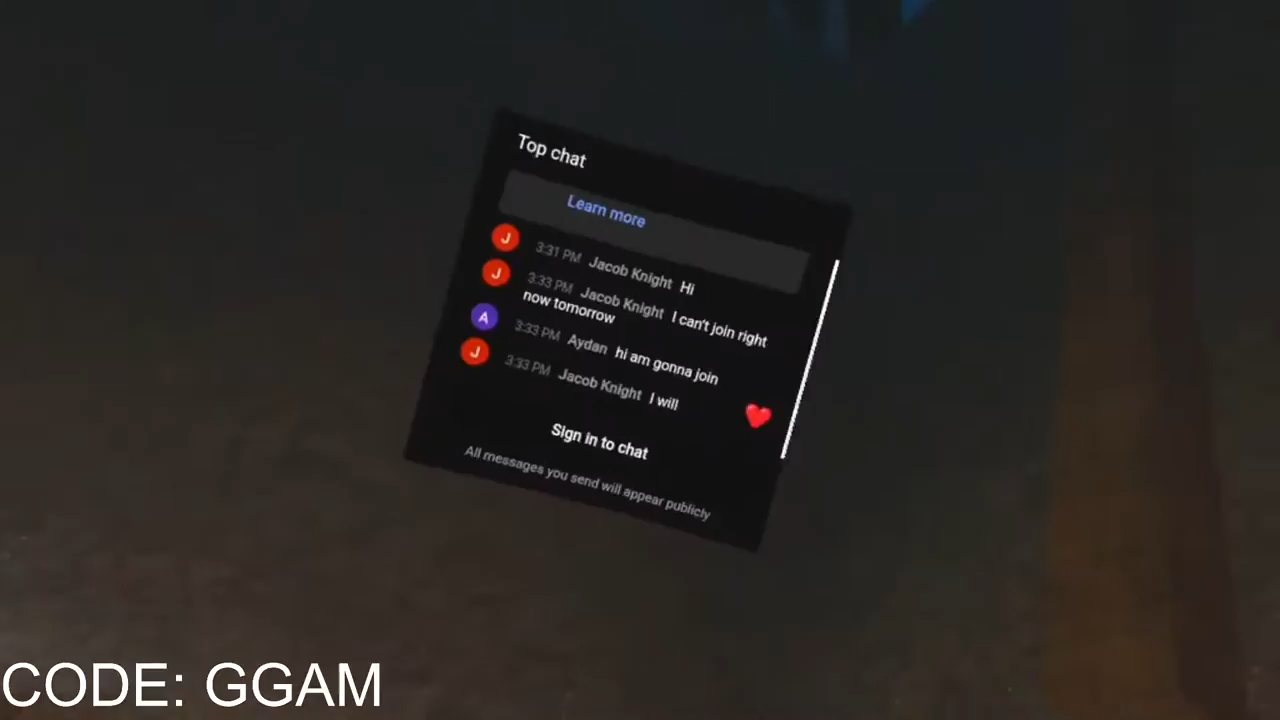 Top chat
Learn more
J 3:31 PM Jacob Knight Hi
J 3:33 PM Jacob Knight I can't join right
now tomorrow
A 3:33 PM Aydan hi am gonna join
J 3:33 PM Jacob Knight I will
Sign in to chat
All messages you send will appear publicly
CODE: GGAM